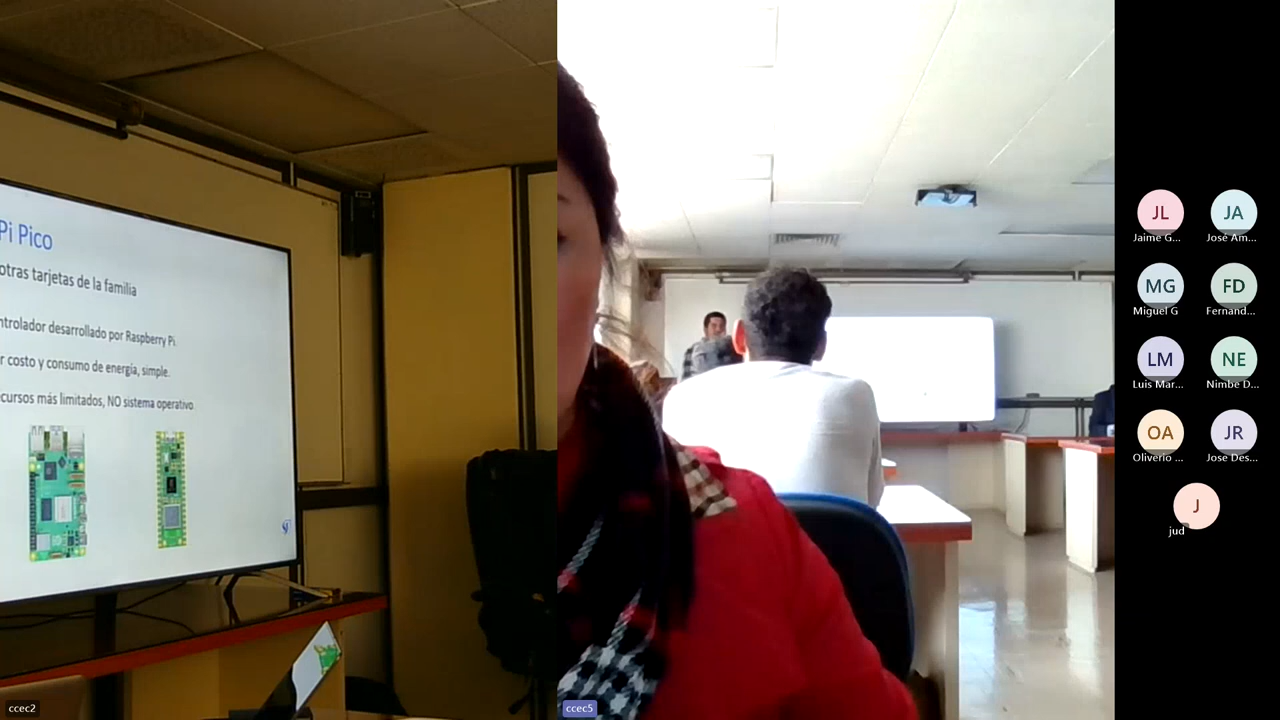 Pi Pico
otras tarjetas de la familia
ntrolador desarrollado por Raspberry Pi.
r costo y consumo de energía, simple.
ecursos más limitados, NO sistema operativo
ccec2
ccec5
JL
Jaime G...
JA
José Am...
MG
Miguel G
FD
Fernand...
LM
Luis Mar...
NE
Nimbe D...
OA
Oliverio ...
JR
Jose Des...
J
jud